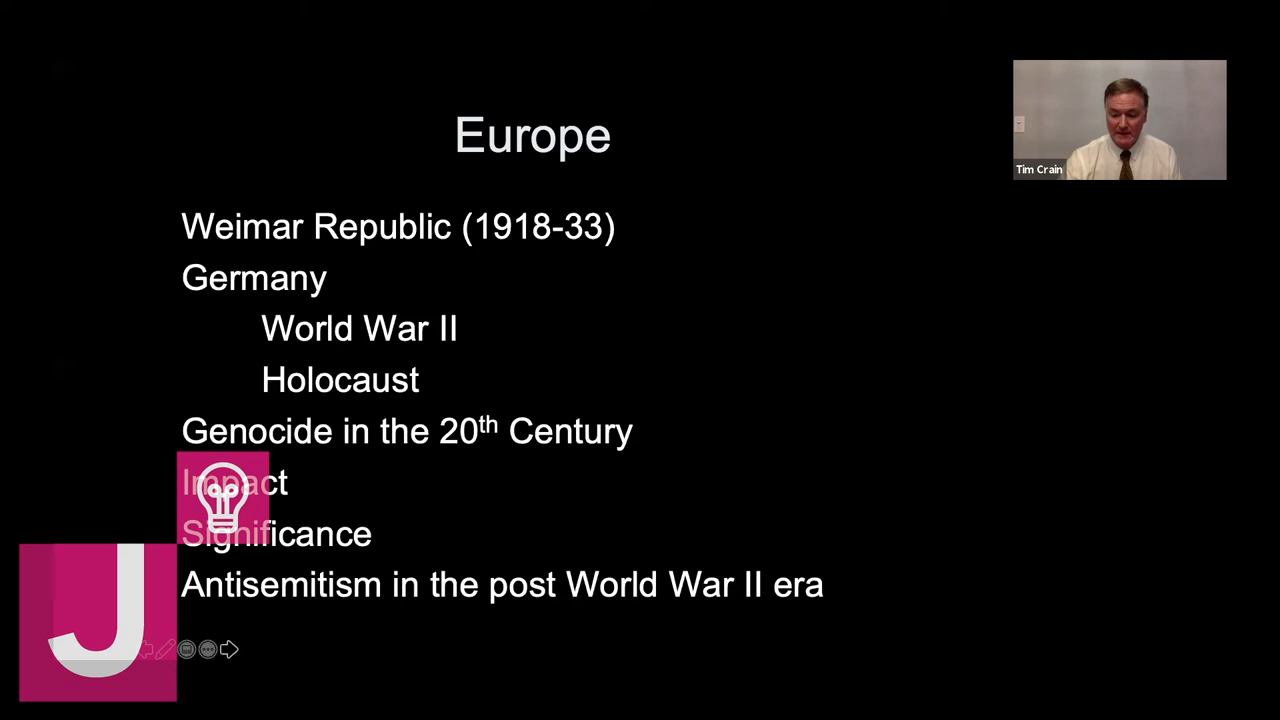 Europe
Tim Crain
Weimar Republic (1918-33)
Germany
World War II
Holocaust
Genocide in the 20th Century
Impact
Significance
Antisemitism in the post World War II era
J